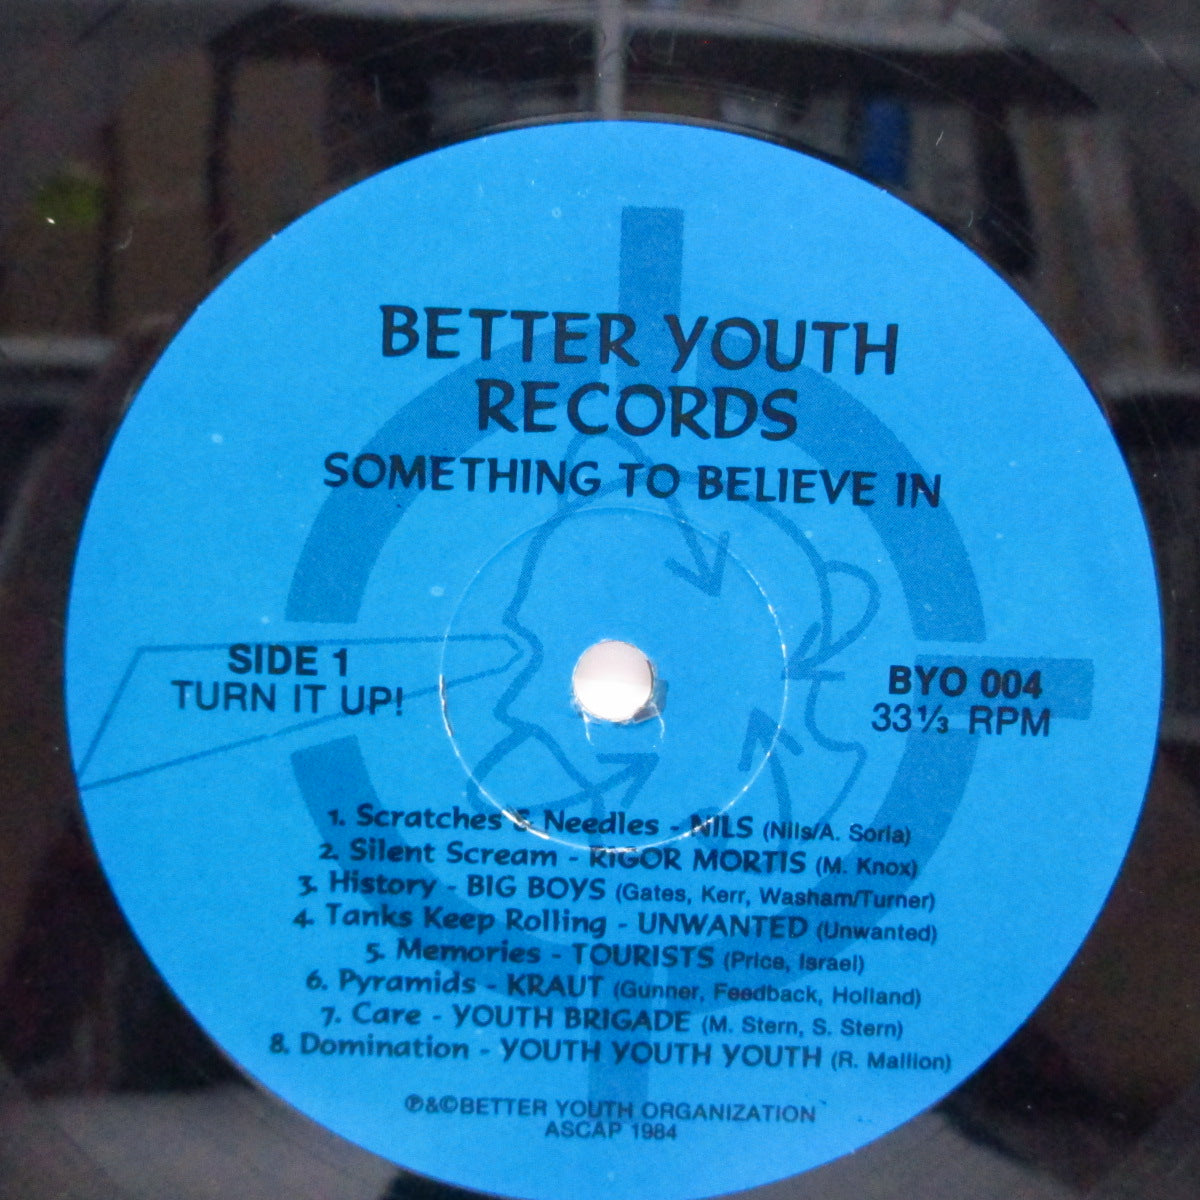 BETTER YOUTH
RECORDS
SOMETHING TO BELIEVE IN
SIDE 1
TURN IT UP!
BYO 004
33⅓ RPM
1. Scratches & Needles - NILS (Nils/A. Soria)
2. Silent Scream - RIGOR MORTIS (M. Knox)
3. History - BIG BOYS (Gates, Kerr, Washam/Turner)
4. Tanks Keep Rolling - UNWANTED (Unwanted)
5. Memories - TOURISTS (Price, Israel)
6. Pyramids - KRAUT (Gunner, Feedback, Holland)
7. Care - YOUTH BRIGADE (M. Stern, S. Stern)
8. Domination - YOUTH YOUTH YOUTH (R. Mallion)
℗&©BETTER YOUTH ORGANIZATION
ASCAP 1984